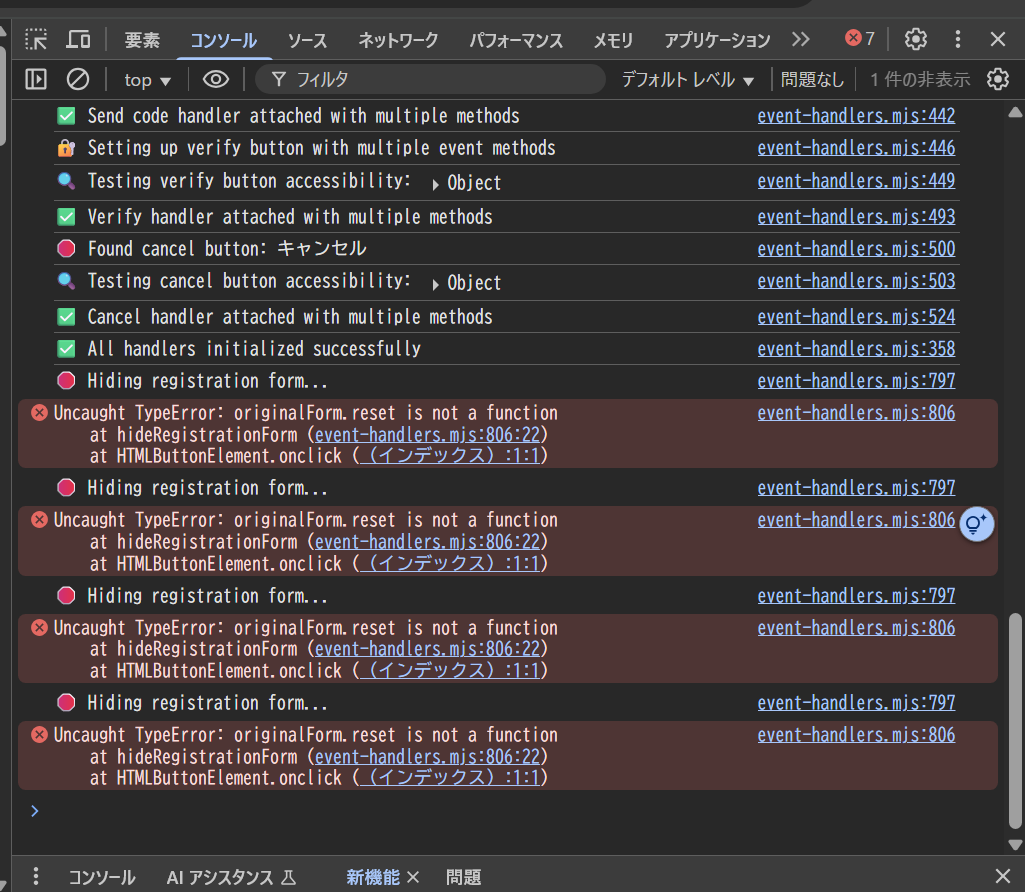 要素 コンソール ソース ネットワーク パフォーマンス メモリ アプリケーション 7
top フィルタ デフォルト レベル 問題なし 1 件の非表示
Send code handler attached with multiple methods event-handlers.mjs:442
Setting up verify button with multiple event methods event-handlers.mjs:446
Testing verify button accessibility: Object event-handlers.mjs:449
Verify handler attached with multiple methods event-handlers.mjs:493
Found cancel button: キャンセル event-handlers.mjs:500
Testing cancel button accessibility: Object event-handlers.mjs:503
Cancel handler attached with multiple methods event-handlers.mjs:524
All handlers initialized successfully event-handlers.mjs:358
Hiding registration form... event-handlers.mjs:797
Uncaught TypeError: originalForm.reset is not a function event-handlers.mjs:806
at hideRegistrationForm (event-handlers.mjs:806:22)
at HTMLButtonElement.onclick ( （インデックス）:1:1)
Hiding registration form... event-handlers.mjs:797
Uncaught TypeError: originalForm.reset is not a function event-handlers.mjs:806
at hideRegistrationForm (event-handlers.mjs:806:22)
at HTMLButtonElement.onclick ( （インデックス）:1:1)
Hiding registration form... event-handlers.mjs:797
Uncaught TypeError: originalForm.reset is not a function event-handlers.mjs:806
at hideRegistrationForm (event-handlers.mjs:806:22)
at HTMLButtonElement.onclick ( （インデックス）:1:1)
Hiding registration form... event-handlers.mjs:797
Uncaught TypeError: originalForm.reset is not a function event-handlers.mjs:806
at hideRegistrationForm (event-handlers.mjs:806:22)
at HTMLButtonElement.onclick ( （インデックス）:1:1)
コンソール AI アシスタンス 新機能 問題